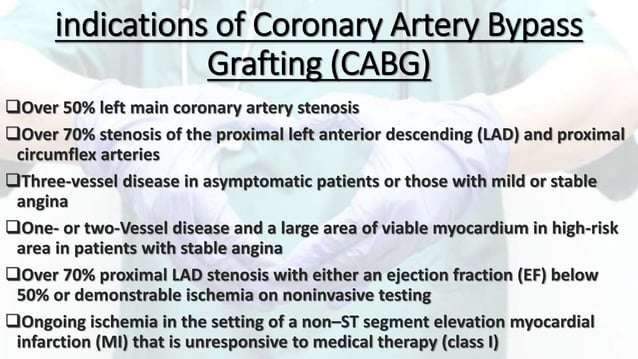 indications of Coronary Artery Bypass
Grafting (CABG)
❑Over 50% left main coronary artery stenosis
❑Over 70% stenosis of the proximal left anterior descending (LAD) and proximal
circumflex arteries
❑Three-vessel disease in asymptomatic patients or those with mild or stable
angina
❑One- or two-Vessel disease and a large area of viable myocardium in high-risk
area in patients with stable angina
❑Over 70% proximal LAD stenosis with either an ejection fraction (EF) below
50% or demonstrable ischemia on noninvasive testing
❑Ongoing ischemia in the setting of a non–ST segment elevation myocardial
infarction (MI) that is unresponsive to medical therapy (class I)